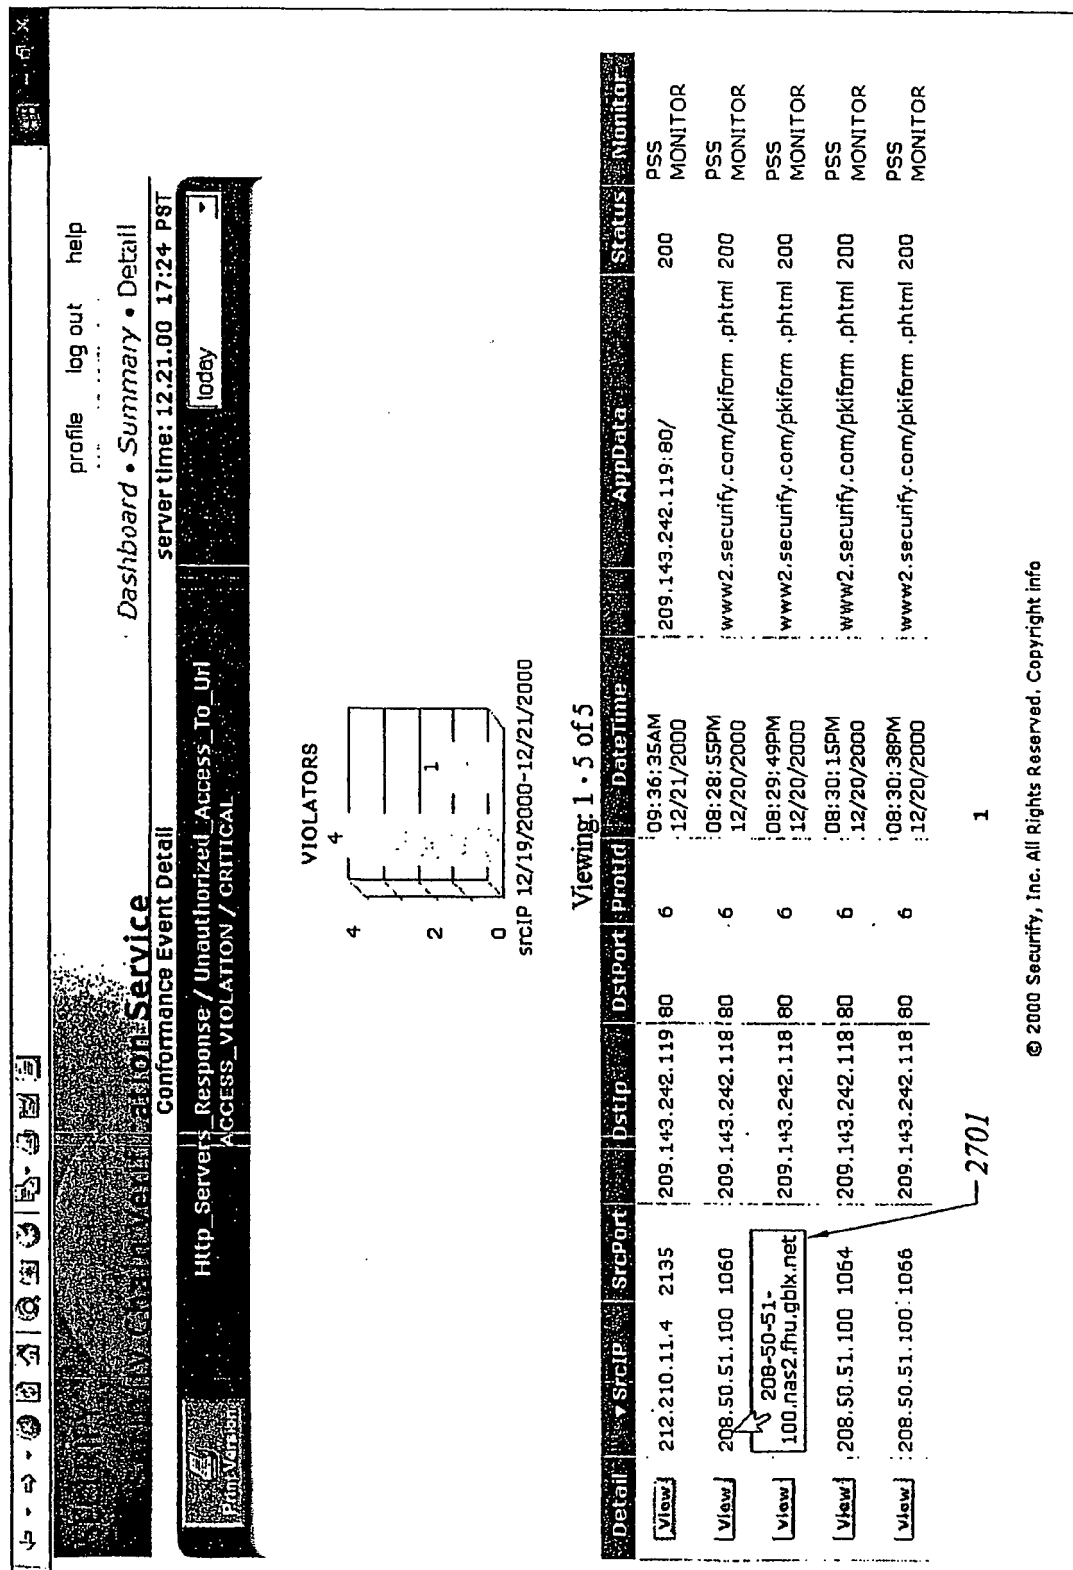 profile log out help
Dashboard • Summary • Detail
Security Chain Verification Service
Conformance Event Detail
server time: 12.21.00 17:24 PST
Print Version
Http_Servers_Response / Unauthorized_Access_To_Url
ACCESS_VIOLATION / CRITICAL
today
VIOLATORS
4
4
2
0
1
srcIP 12/19/2000-12/21/2000
Viewing: 1 - 5 of 5
Detail ▼ SrcIP SrcPort DstIp DstPort ProtId DateTime AppData Status Monitor
View 212.210.11.4 2135 209.143.242.119 80 6 09:36:35AM 12/21/2000 209.143.242.119:80/ 200 PSS MONITOR
View 208.50.51.100 1060 209.143.242.118 80 6 08:28:55PM 12/20/2000 www2.securify.com/pkiform .phtml 200 PSS MONITOR
View 208-50-51-100.nas2.fhu.gblx.net 209.143.242.118 80 6 08:29:49PM 12/20/2000 www2.securify.com/pkiform .phtml 200 PSS MONITOR
View 208.50.51.100 1064 209.143.242.118 80 6 08:30:15PM 12/20/2000 www2.securify.com/pkiform .phtml 200 PSS MONITOR
View 208.50.51.100 1066 209.143.242.118 80 6 08:30:38PM 12/20/2000 www2.securify.com/pkiform .phtml 200 PSS MONITOR
2701
1
© 2000 Securify, Inc. All Rights Reserved. Copyright info